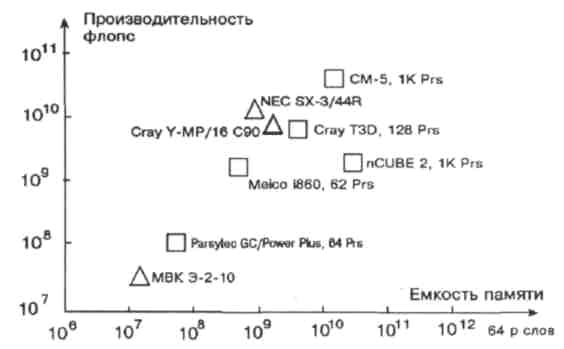 Производительность
флопс
10^11
CM-5, 1K Prs
NEC SX-3/44R
10^10
Cray Y-MP/16 C90
Cray T3D, 128 Prs
nCUBE 2, 1K Prs
10^9
Meico i860, 62 Prs
10^8
Parsytec GC/Power Plus, 64 Prs
МВК Э-2-10
Емкость памяти
10^7
10^6 10^7 10^8 10^9 10^10 10^11 10^12 64 р слов